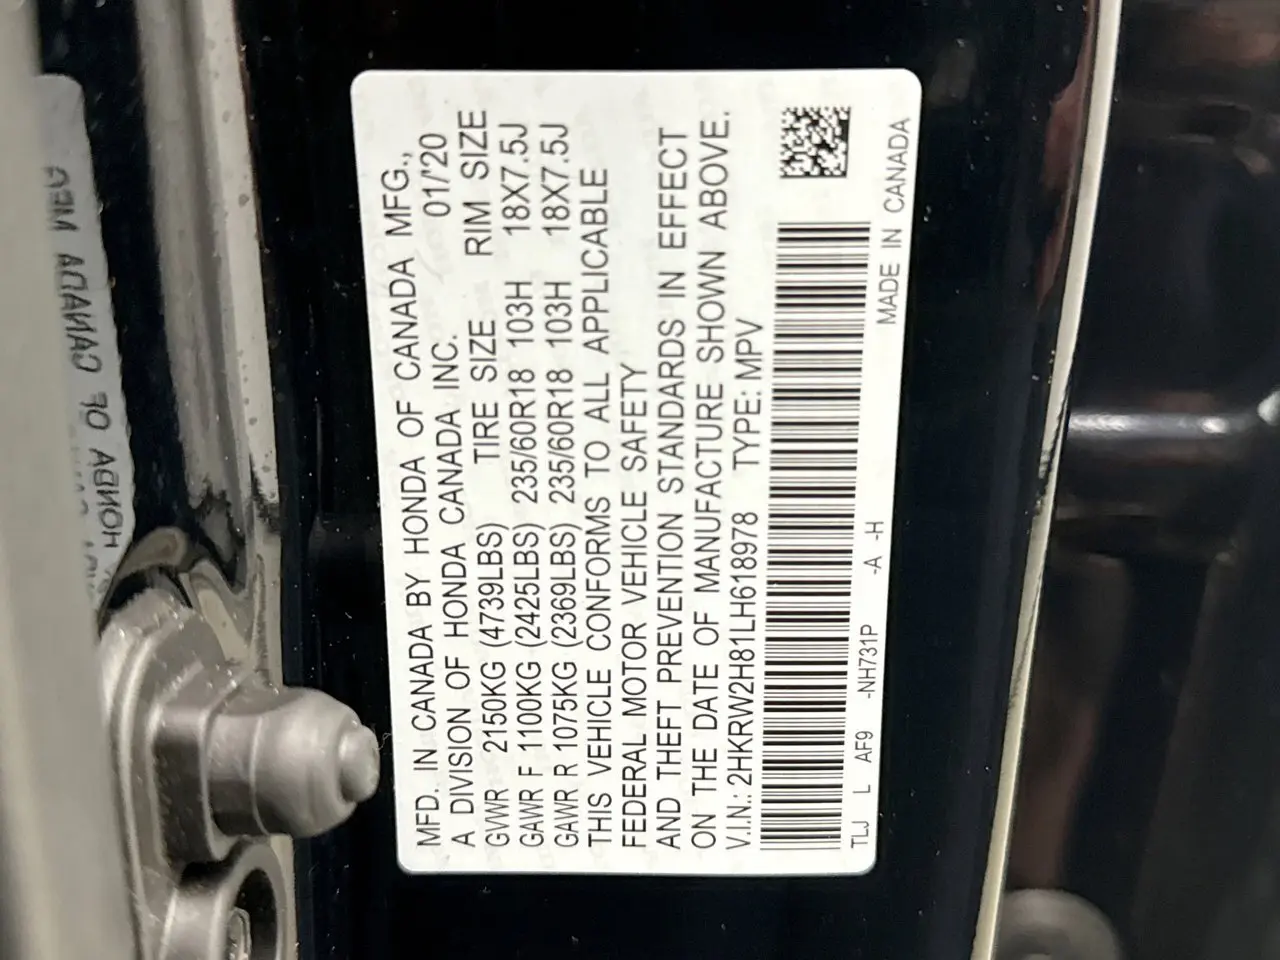 MFD. IN CANADA BY HONDA OF CANADA MFG.,
A DIVISION OF HONDA CANADA INC. 01/'20
GVWR 2150KG (4739LBS) TIRE SIZE RIM SIZE
GAWR F 1100KG (2425LBS) 235/60R18 103H 18X7.5J
GAWR R 1075KG (2369LBS) 235/60R18 103H 18X7.5J
THIS VEHICLE CONFORMS TO ALL APPLICABLE
FEDERAL MOTOR VEHICLE SAFETY
AND THEFT PREVENTION STANDARDS IN EFFECT
ON THE DATE OF MANUFACTURE SHOWN ABOVE.
V.I.N.: 2HKRW2H81LH618978 TYPE: MPV
TLJ L AF9 -NH731P -A -H MADE IN CANADA
HONDA OF CANADA